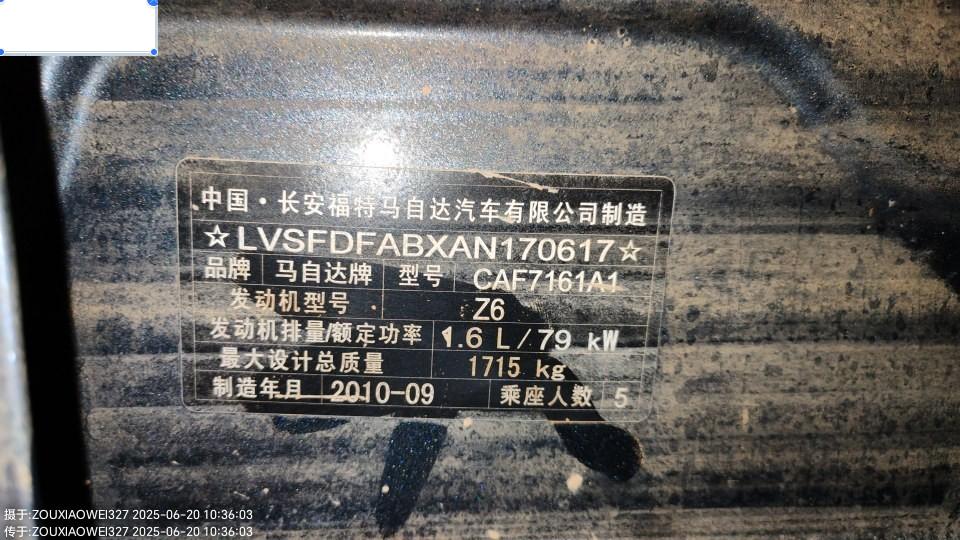 中国·长安福特马自达汽车有限公司制造
☆LVSFDFABXAN170617☆
品牌 马自达牌 型号 CAF7161A1
发动机型号 Z6
发动机排量/额定功率 1.6 L/79 kW
最大设计总质量 1715 kg
制造年月 2010-09 乘座人数 5
摄于:ZOUXIAOWEI327 2025-06-20 10:36:03
传于:ZOUXIAOWEI327 2025-06-20 10:36:03